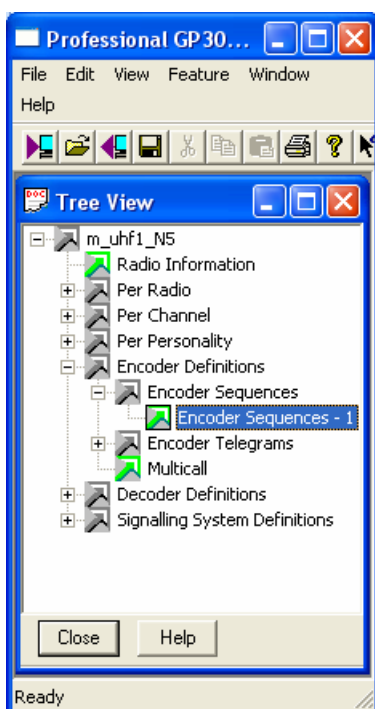 Professional GP30...
File Edit View Feature Window
Help
DOC
Tree View
m_uhf1_N5
Radio Information
Per Radio
Per Channel
Per Personality
Encoder Definitions
Encoder Sequences
Encoder Sequences - 1
Encoder Telegrams
Multicall
Decoder Definitions
Signalling System Definitions
Close Help
Ready